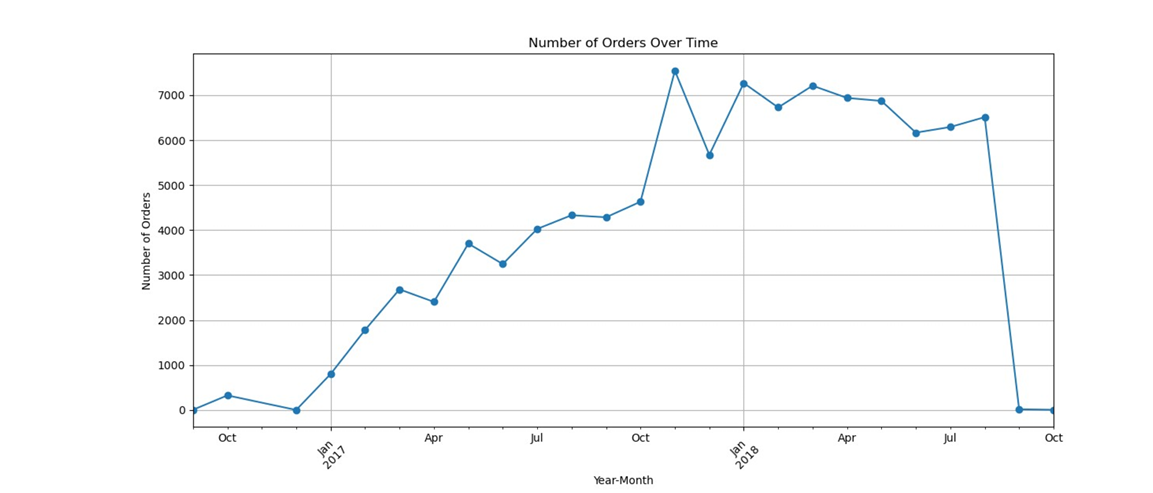 Number of Orders Over Time
Number of Orders
7000
6000
5000
4000
3000
2000
1000
0
Oct
Jan
2017
Apr
Jul
Oct
Jan
2018
Apr
Jul
Oct
Year-Month